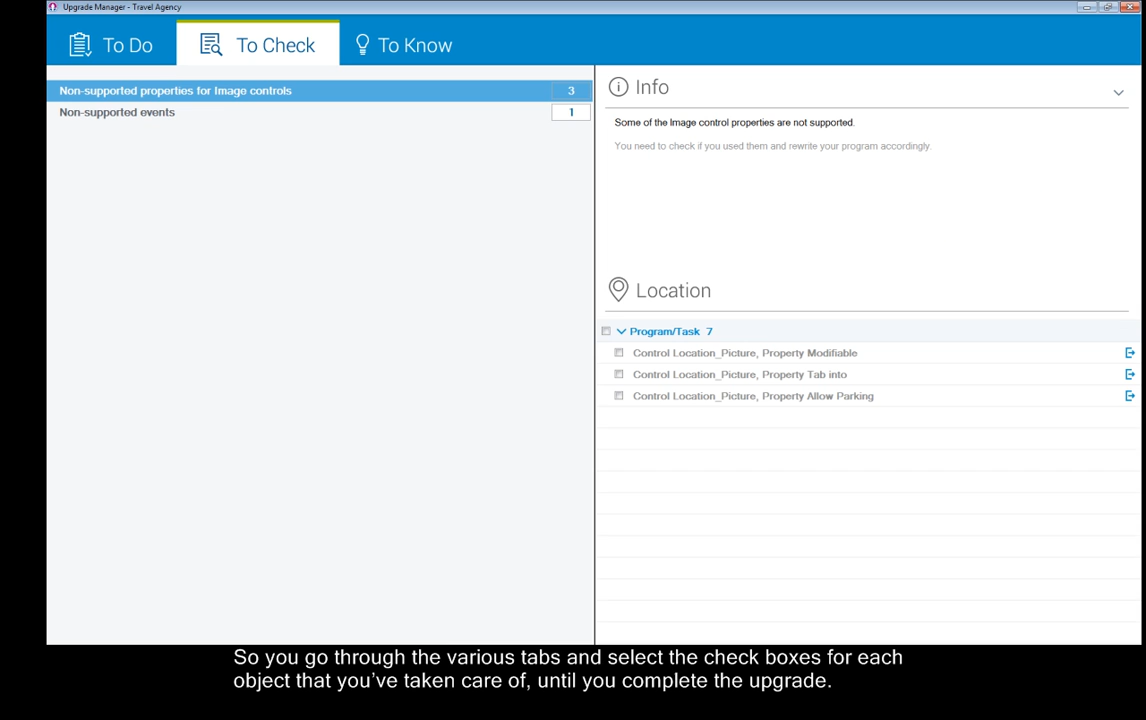 Upgrade Manager - Travel Agency
To Do
To Check
To Know
Non-supported properties for Image controls 3
Non-supported events 1
Info
Some of the Image control properties are not supported.
You need to check if you used them and rewrite your program accordingly.
Location
Program/Task 7
Control Location_Picture, Property Modifiable
Control Location_Picture, Property Tab into
Control Location_Picture, Property Allow Parking
So you go through the various tabs and select the check boxes for each
object that you've taken care of, until you complete the upgrade.